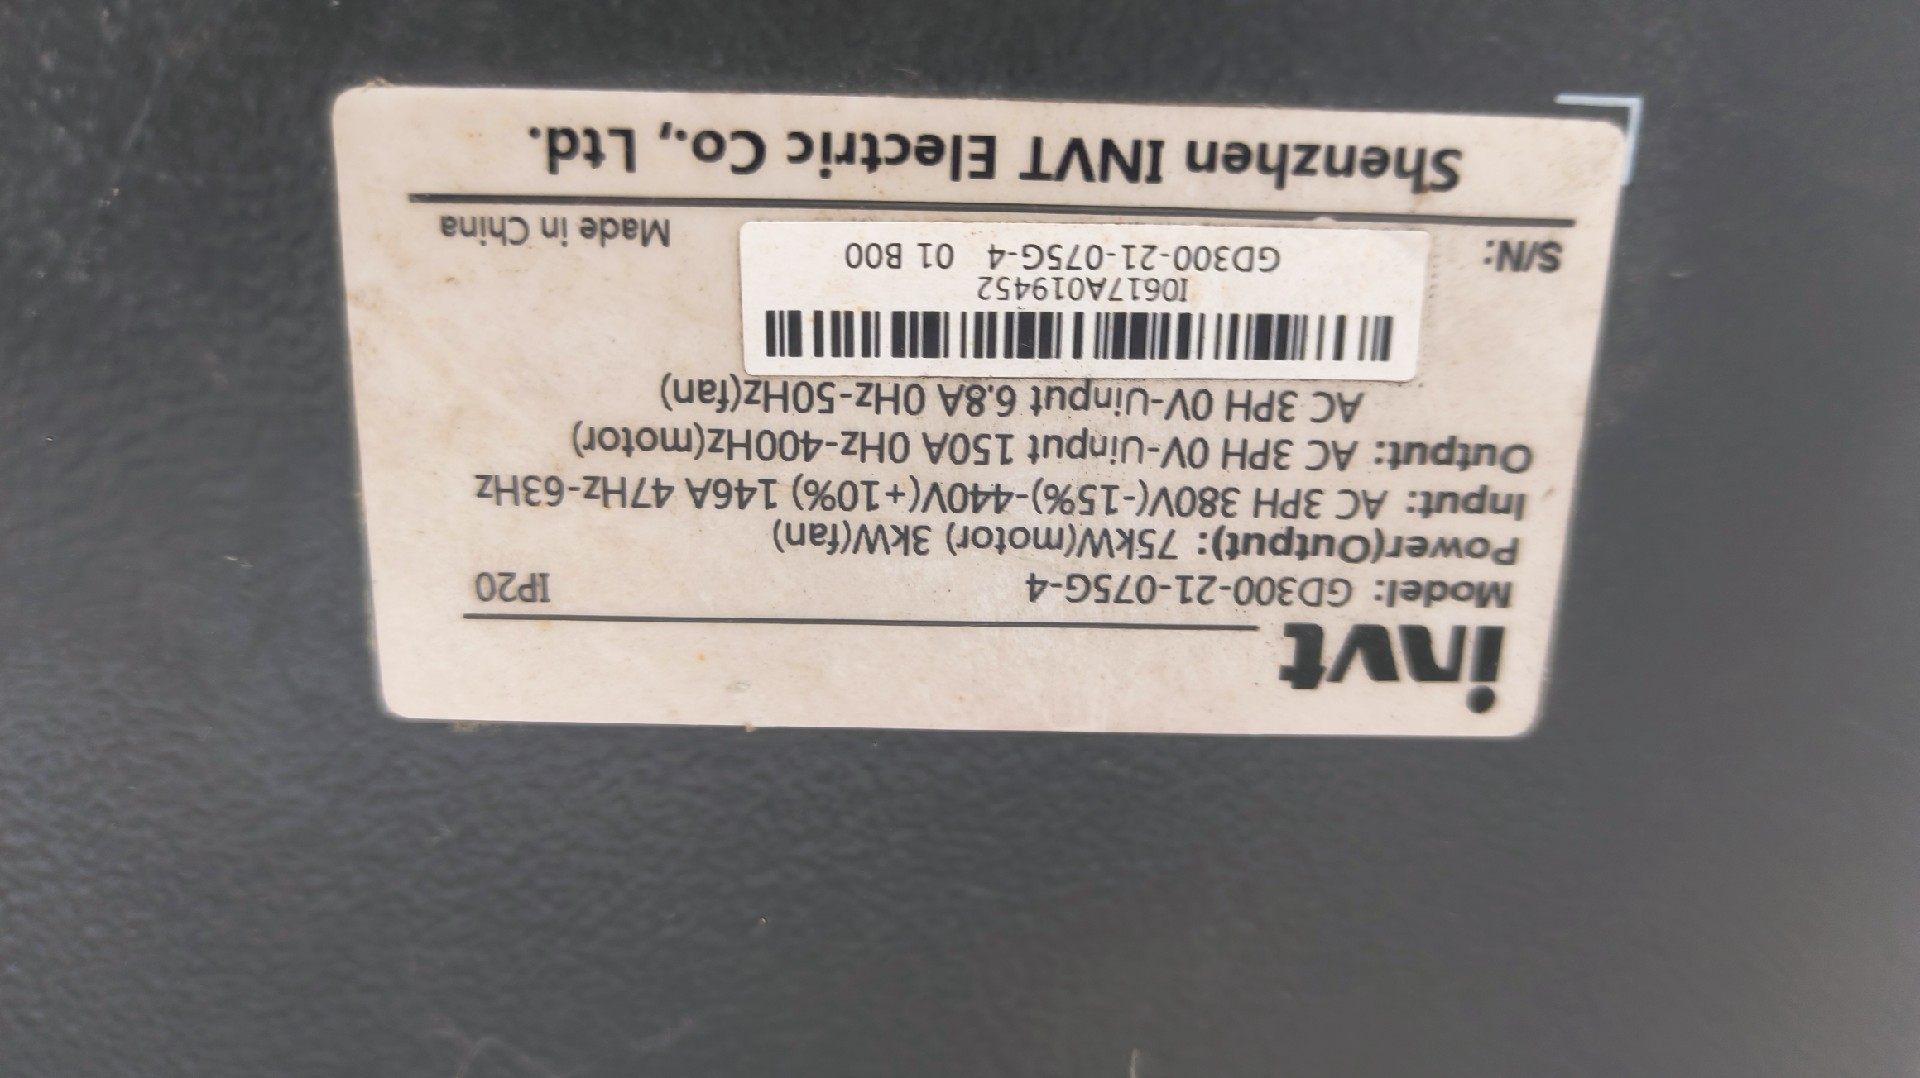 invt
Model: GD300-21-075G-4 IP20
Power(Output): 75kW(motor) 3kW(fan)
Input: AC 3PH 380V(-15%)-440V(+10%) 146A 47Hz-63Hz
Output: AC 3PH 0V-Uinput 150A 0Hz-400Hz(motor)
AC 3PH 0V-Uinput 6.8A 0Hz-50Hz(fan)
I0617A019452
S/N: GD300-21-075G-4 01 B00 Made in China
Shenzhen INVT Electric Co., Ltd.